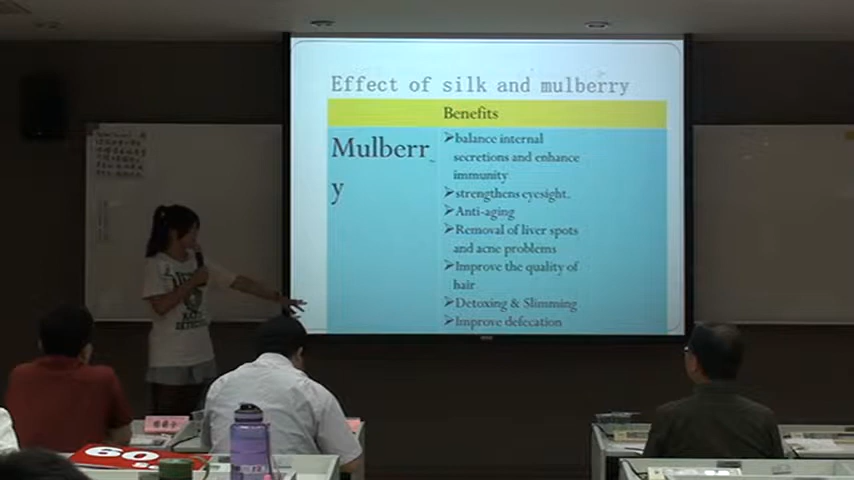 Effect of silk and mulberry
Benefits
Mulberr
y
➢balance internal
secretions and enhance
immunity
➢strengthens eyesight.
➢Anti-aging
➢Removal of liver spots
and acne problems
➢Improve the quality of
hair
➢Detoxing & Slimming
➢Improve defecation
60